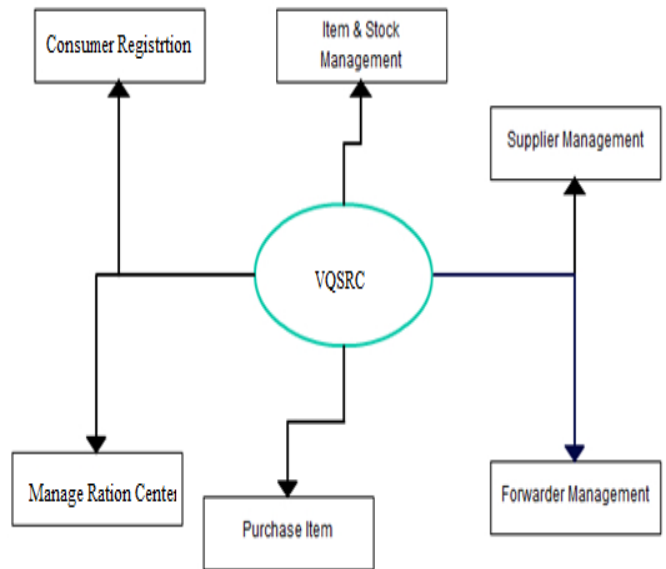 Consumer Registrtion
Item & Stock
Management
Supplier Management
VQSRC
Manage Ration Center
Purchase Item
Forwarder Management